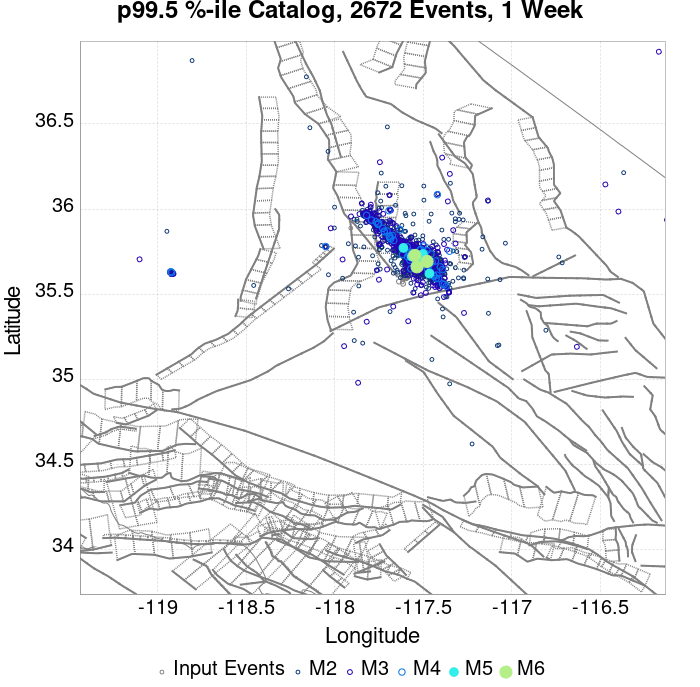 p99.5 %-ile Catalog, 2672 Events, 1 Week
36.5
36
35.5
35
34.5
34
Latitude
-119 -118.5 -118 -117.5 -117 -116.5
Longitude
Input Events M2 M3 M4 M5 M6